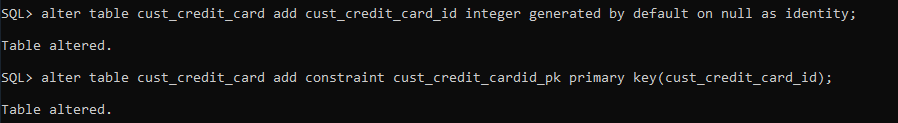 SQL> alter table cust_credit_card add cust_credit_card_id integer generated by default on null as identity;
Table altered.
SQL> alter table cust_credit_card add constraint cust_credit_cardid_pk primary key(cust_credit_card_id);
Table altered.